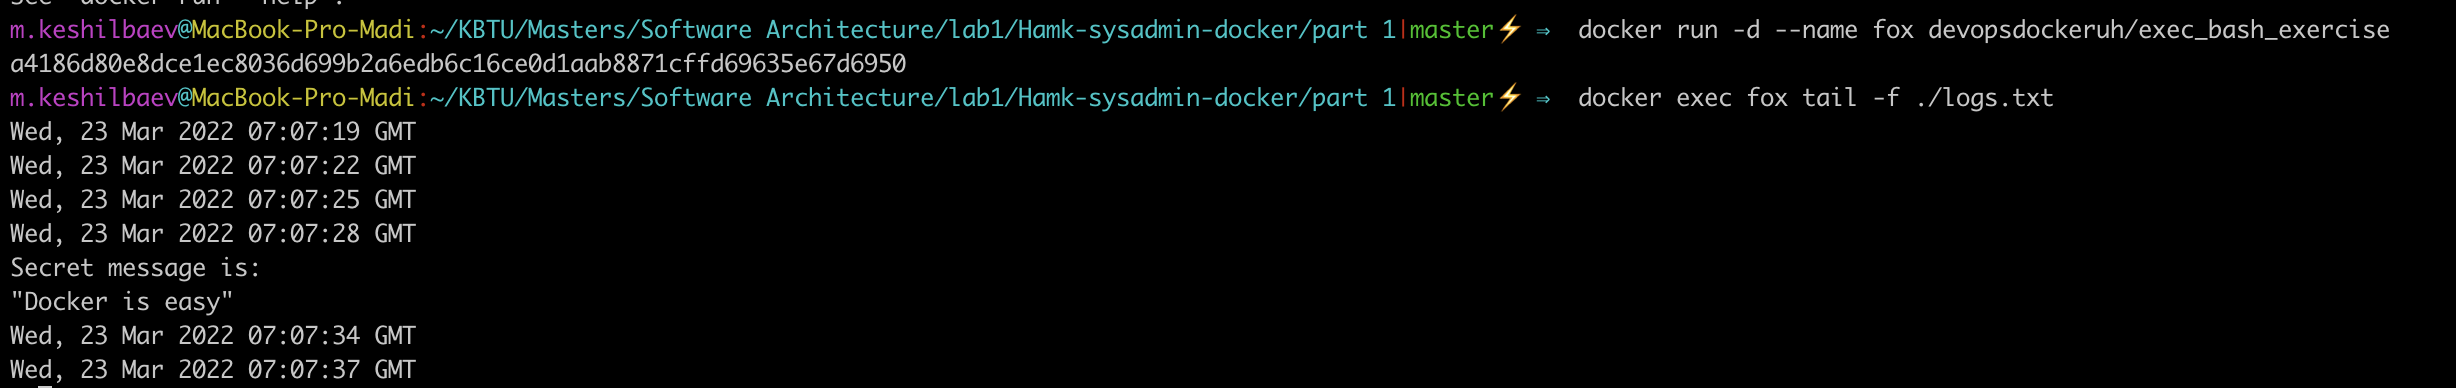 See 'docker run --help'.
m.keshilbaev@MacBook-Pro-Madi:~/KBTU/Masters/Software Architecture/lab1/Hamk-sysadmin-docker/part 1|master⚡ ⇒  docker run -d --name fox devopsdockeruh/exec_bash_exercise
a4186d80e8dce1ec8036d699b2a6edb6c16ce0d1aab8871cffd69635e67d6950
m.keshilbaev@MacBook-Pro-Madi:~/KBTU/Masters/Software Architecture/lab1/Hamk-sysadmin-docker/part 1|master⚡ ⇒  docker exec fox tail -f ./logs.txt
Wed, 23 Mar 2022 07:07:19 GMT
Wed, 23 Mar 2022 07:07:22 GMT
Wed, 23 Mar 2022 07:07:25 GMT
Wed, 23 Mar 2022 07:07:28 GMT
Secret message is:
"Docker is easy"
Wed, 23 Mar 2022 07:07:34 GMT
Wed, 23 Mar 2022 07:07:37 GMT